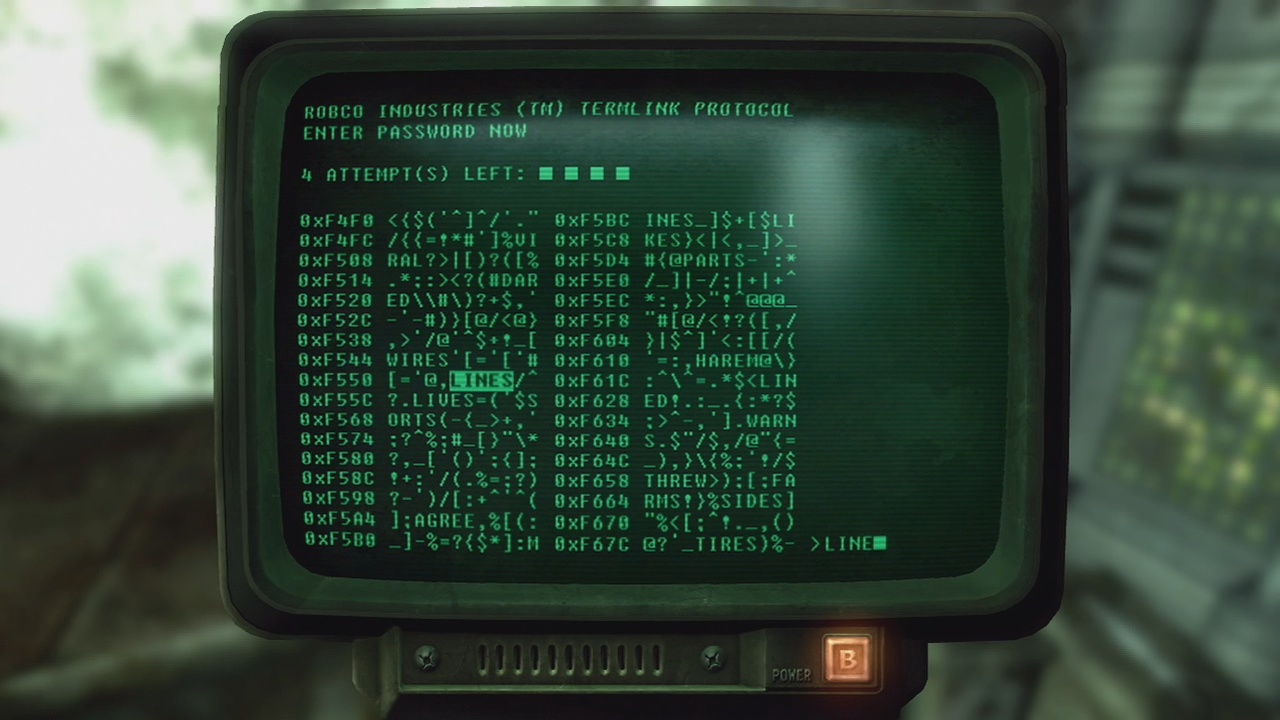 ROBCO INDUSTRIES (TM) TERMLINK PROTOCOL
ENTER PASSWORD NOW
4 ATTEMPT(S) LEFT: ■ ■ ■ ■
0xF4F0 <{$('^]^/'." 0xF5BC INES_]$+[$LI
0xF4FC /{{=!*#']%VI 0xF5C8 KES}<|<,_]>_
0xF508 RAL?>|[)?([% 0xF5D4 #{@PARTS-':*
0xF514 .*;:><?(#DAR 0xF5E0 /_]|-/;|+|+^
0xF520 ED\\#\)?+$,' 0xF5EC *:,}>"!^@@@_
0xF52C -'-#)}[@/<@} 0xF5F8 "#[@/<!?([,/
0xF538 ,>'/@'^$+!_[ 0xF604 }|$^]'<:[[/(
0xF544 WIRES'[='['# 0xF610 '=:,HAREM@\}
0xF550 [='@,LINES/^ 0xF61C :^\^=.*$<LIN
0xF55C ?.LIVES=('$S 0xF628 ED!.:_.{:*?$
0xF568 ORTS(-{_>+,' 0xF634 ;>^-,'].WARN
0xF574 ;?^%;#_[}"\* 0xF640 S.$"/$,/@"{=
0xF580 ?,_['()';{]; 0xF64C _),}\{%;'!/$
0xF58C !+;'/(.%=;?) 0xF658 THREW>);[;FA
0xF598 ?-')/[:+^'^( 0xF664 RMS!}%SIDES]
0xF5A4 ];AGREE,%[(: 0xF670 "%<[;^!._,()
0xF5B0 _]-%=?{$*]:M 0xF67C @?'_TIRES)%- >LINE■
POWER B